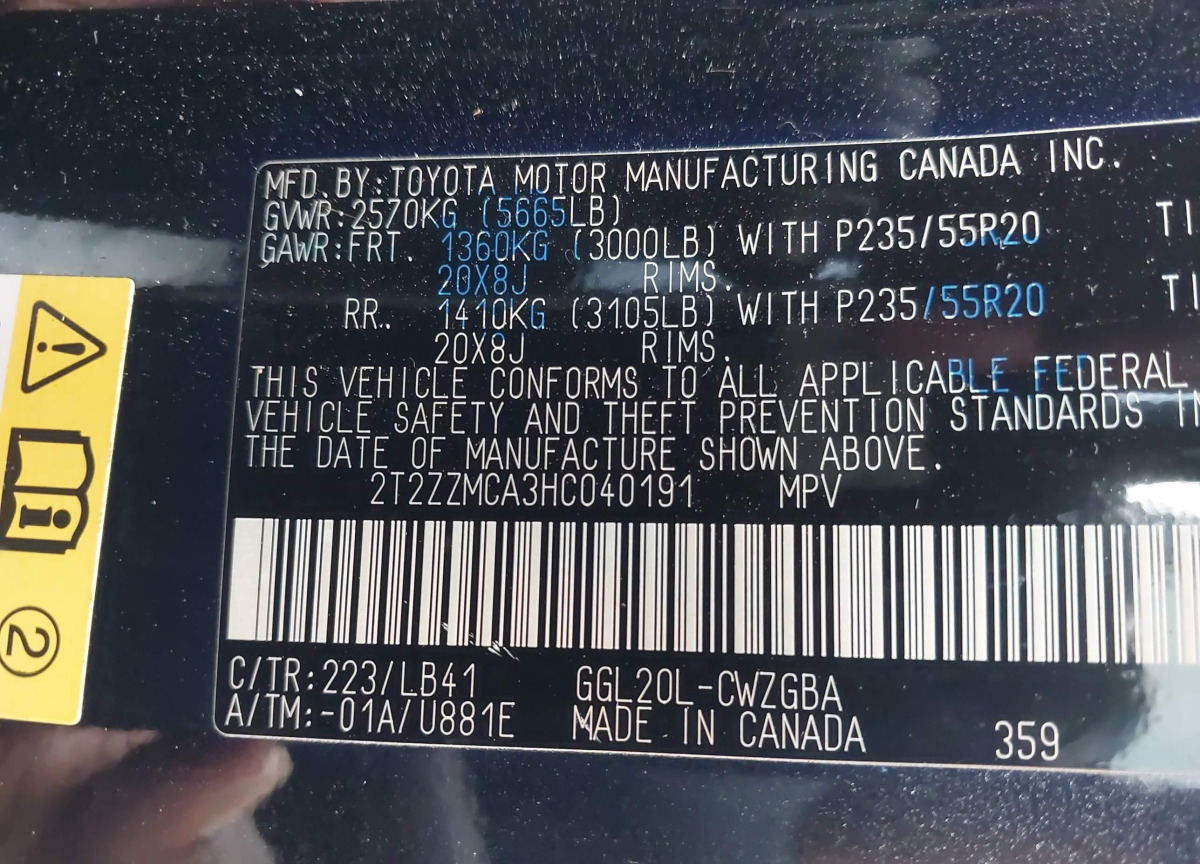 MFD.BY:TOYOTA MOTOR MANUFACTURING CANADA INC.
GVWR:2570KG (5665LB)
GAWR:FRT. 1360KG (3000LB) WITH P235/55R20 TI
20X8J RIMS.
RR.. 1410KG (3105LB) WITH P235/55R20 TI
20X8J RIMS.
THIS VEHICLE CONFORMS TO ALL APPLICABLE FEDERAL
VEHICLE SAFETY AND THEFT PREVENTION STANDARDS IN
THE DATE OF MANUFACTURE SHOWN ABOVE.
2T2ZZMCA3HC040191 MPV
C/TR:223/LB41 GGL20L-CWZGBA
A/TM:-01A/U881E MADE IN CANADA 359
2